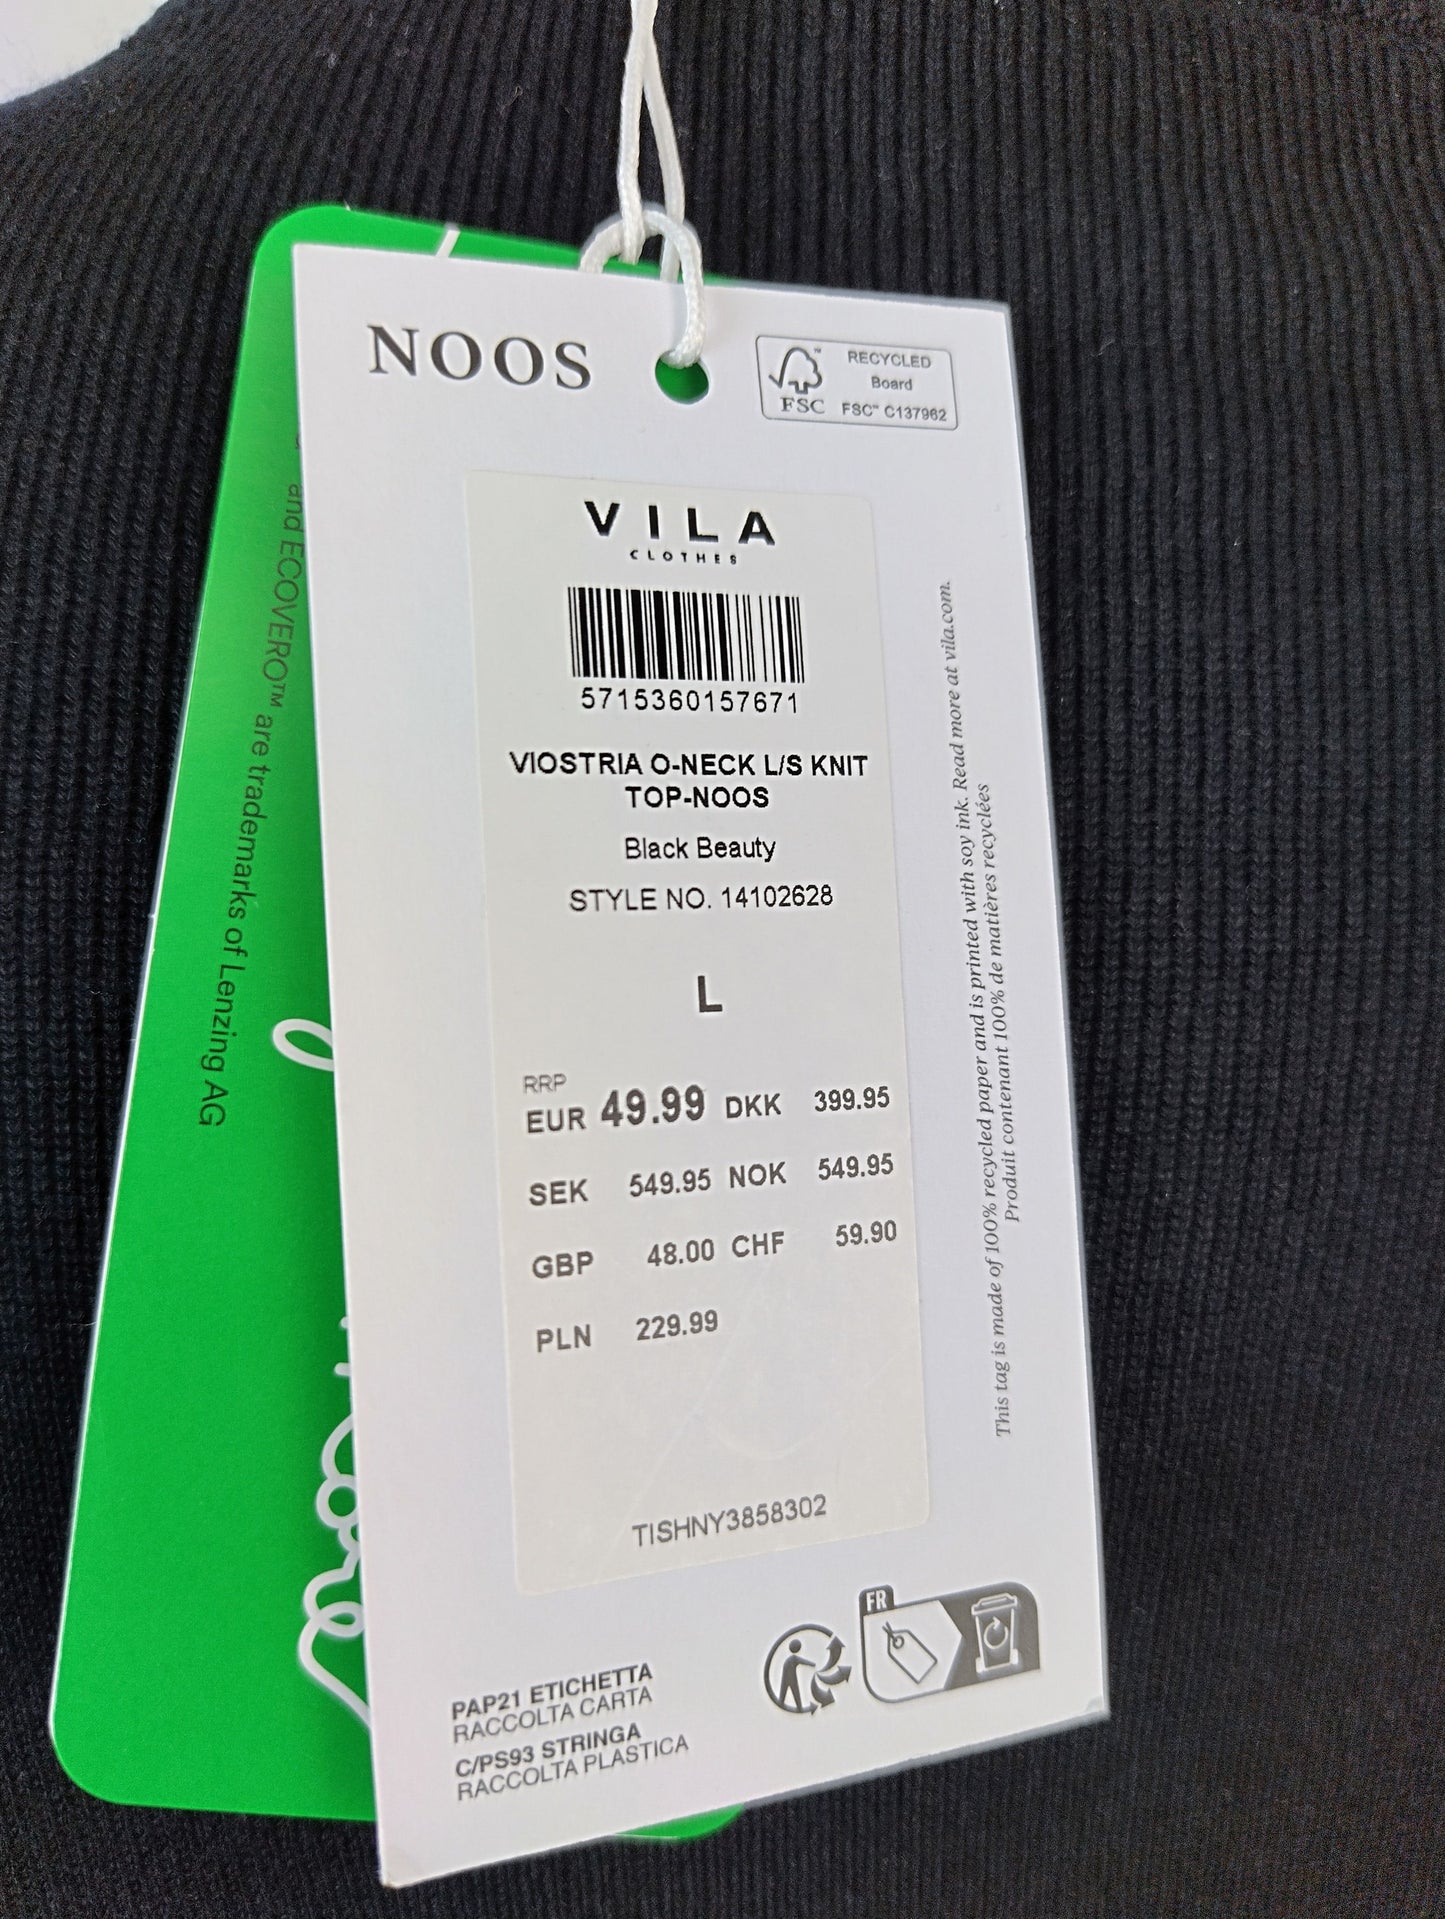 NOOS
FSC
RECYCLED
Board
FSC™ C137962
VILA
CLOTHES
5715360157671
VIOSTRIA O-NECK L/S KNIT
TOP-NOOS
Black Beauty
STYLE NO. 14102628
L
RRP
EUR 49.99 DKK 399.95
SEK 549.95 NOK 549.95
GBP 48.00 CHF 59.90
PLN 229.99
TISHNY3858302
This tag is made of 100% recycled paper and is printed with soy ink. Read more at vila.com.
Produit contenant 100% de matières recyclées
FR
PAP21 ETICHETTA
RACCOLTA CARTA
C/PS93 STRINGA
RACCOLTA PLASTICA
and ECOVERO™ are trademarks of Lenzing AG